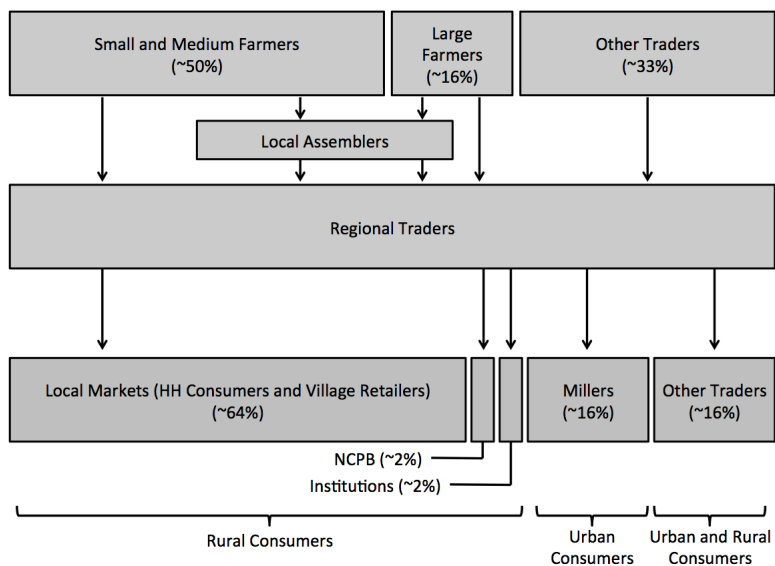 Small and Medium Farmers
(~50%)
Large
Farmers
(~16%)
Other Traders
(~33%)
Local Assemblers
Regional Traders
Local Markets (HH Consumers and Village Retailers)
(~64%)
Millers
(~16%)
Other Traders
(~16%)
NCPB (~2%)
Institutions (~2%)
Rural Consumers
Urban
Consumers
Urban and Rural
Consumers